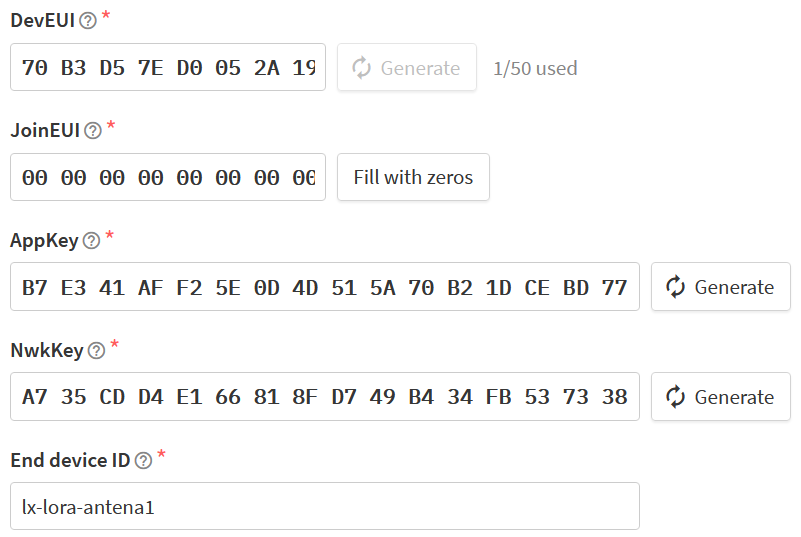 DevEUI ? *
70 B3 D5 7E D0 05 2A 19 Generate 1/50 used
JoinEUI ? *
00 00 00 00 00 00 00 00 Fill with zeros
AppKey ? *
B7 E3 41 AF F2 5E 0D 4D 51 5A 70 B2 1D CE BD 77 Generate
NwkKey ? *
A7 35 CD D4 E1 66 81 8F D7 49 B4 34 FB 53 73 38 Generate
End device ID ? *
lx-lora-antena1